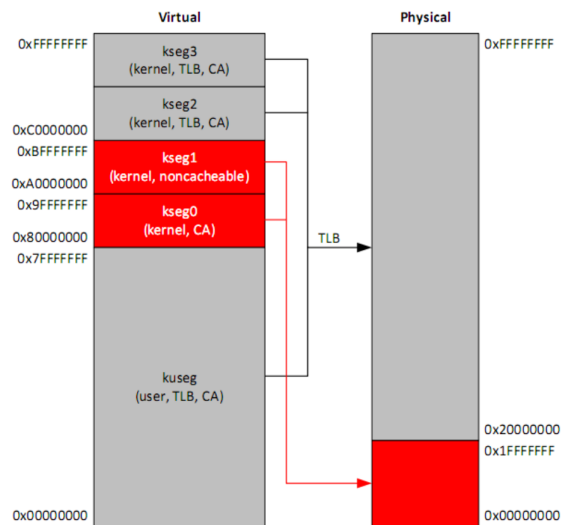 Virtual
Physical
0xFFFFFFFF
kseg3
(kernel, TLB, CA)
0xFFFFFFFF
kseg2
(kernel, TLB, CA)
0xC0000000
0xBFFFFFFF
kseg1
(kernel, noncacheable)
0xA0000000
0x9FFFFFFF
kseg0
(kernel, CA)
0x80000000
0x7FFFFFFF
TLB
kuseg
(user, TLB, CA)
0x20000000
0x1FFFFFFF
0x00000000
0x00000000